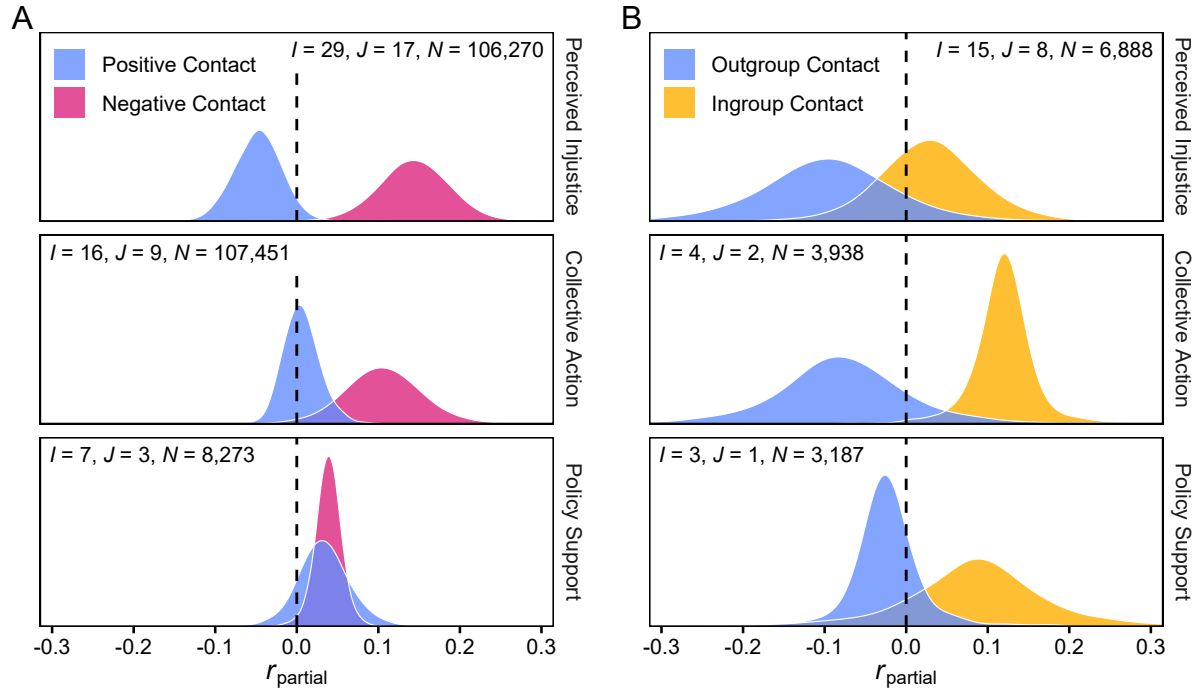 A
Positive Contact
Negative Contact
I = 29, J = 17, N = 106,270
Perceived Injustice
I = 16, J = 9, N = 107,451
Collective Action
I = 7, J = 3, N = 8,273
Policy Support
-0.3 -0.2 -0.1 0.0 0.1 0.2 0.3
r partial
B
Outgroup Contact
Ingroup Contact
I = 15, J = 8, N = 6,888
Perceived Injustice
I = 4, J = 2, N = 3,938
Collective Action
I = 3, J = 1, N = 3,187
Policy Support
-0.3 -0.2 -0.1 0.0 0.1 0.2 0.3
r partial